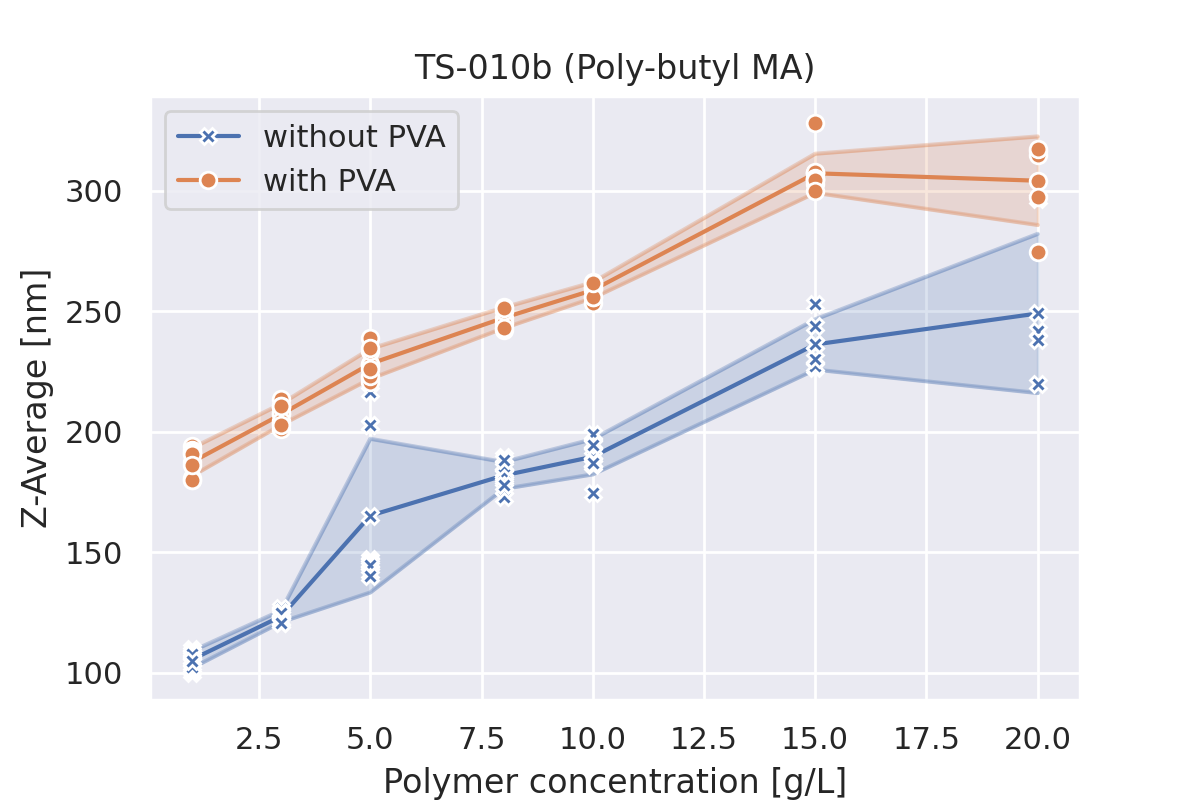 TS-010b (Poly-butyl MA)
without PVA
with PVA
Z-Average [nm]
300
250
200
150
100
2.5 5.0 7.5 10.0 12.5 15.0 17.5 20.0
Polymer concentration [g/L]